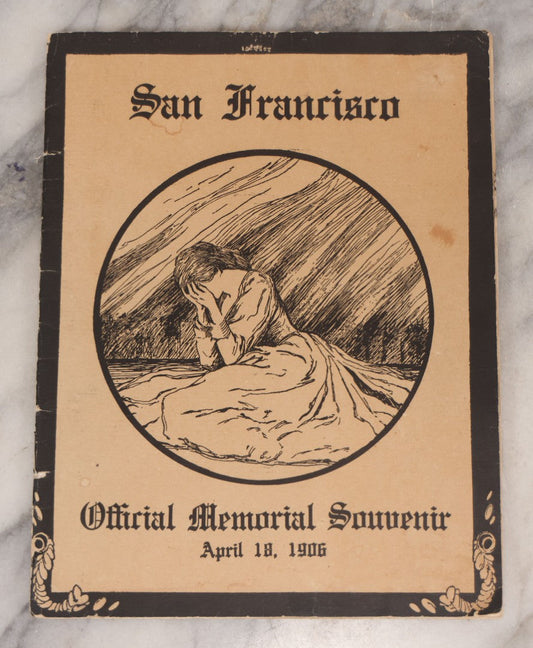 San Francisco
Official Memorial Souvenir
April 18, 1906